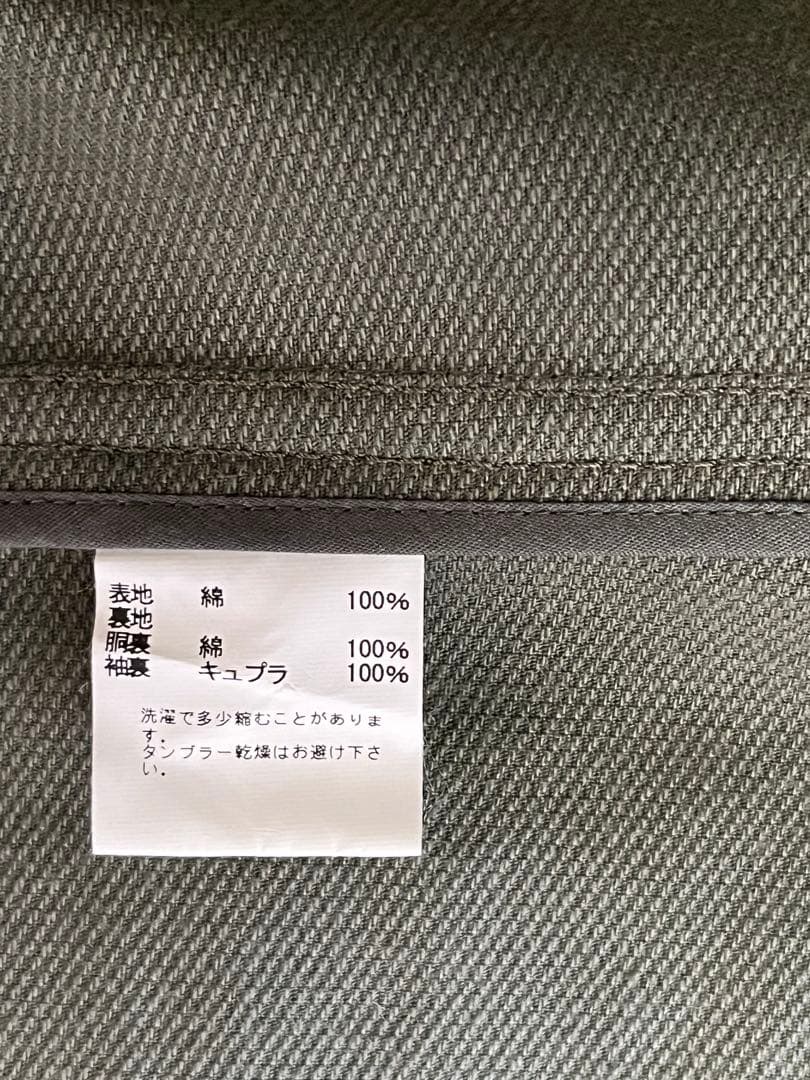 表地 綿 100%
裏地
胴裏 綿 100%
袖裏 キュプラ 100%
洗濯で多少縮むことがありま
す.
タンブラー乾燥はお避け下さ
い.